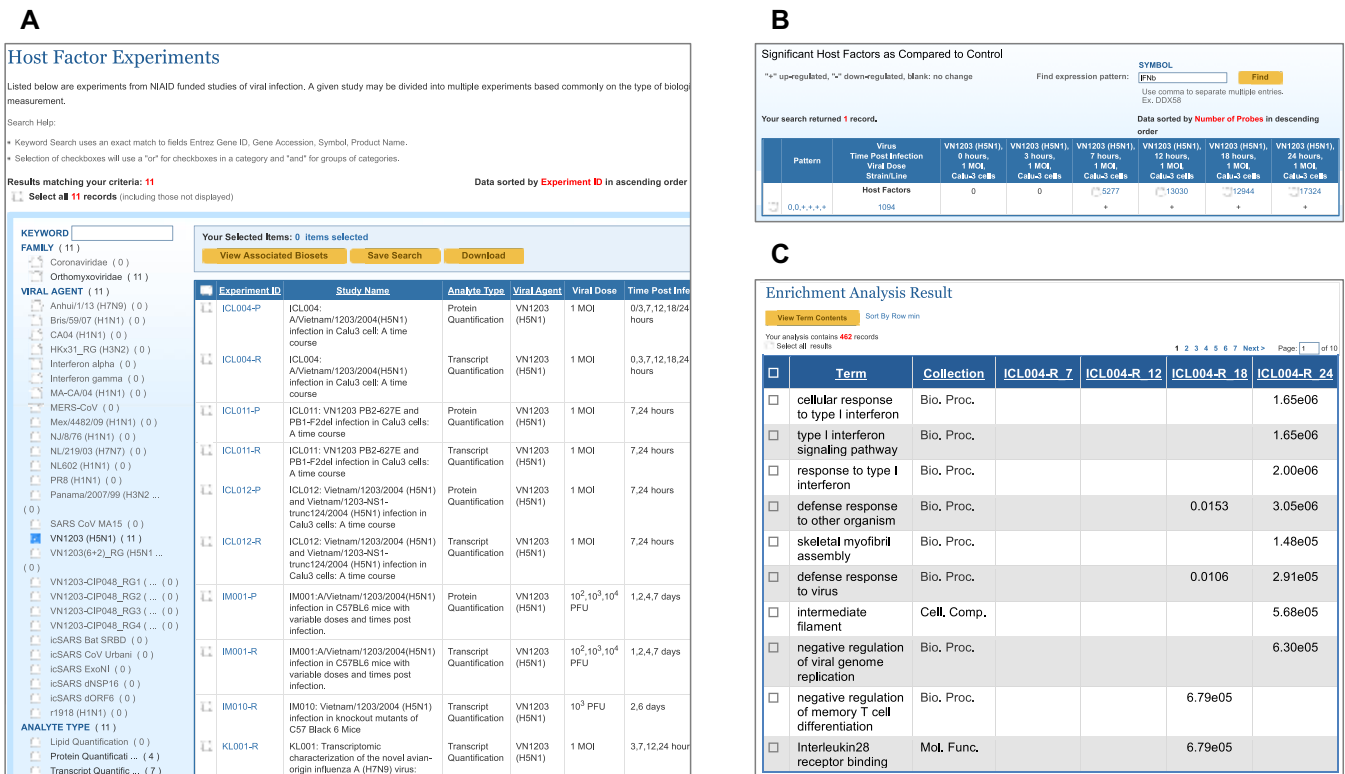 A
Host Factor Experiments
Listed below are experiments from NIAID funded studies of viral infection. A given study may be divided into multiple experiments based commonly on the type of biologi
measurement.
Search Help:
Keyword Search uses an exact match to fields Entrez Gene ID, Gene Accession, Symbol, Product Name.
Selection of checkboxes will use a "or" for checkboxes in a category and "and" for groups of categories.
Results matching your criteria: 11
Data sorted by Experiment ID in ascending order
Select all 11 records (including those not displayed)
KEYWORD
FAMILY ( 11 )
Coronaviridae ( 0 )
Orthomyxoviridae ( 11 )
VIRAL AGENT ( 11 )
Anhui/1/13 (H7N9) ( 0 )
Bris/59/07 (H1N1) ( 0 )
CA04 (H1N1) ( 0 )
HKx31_RG (H3N2) ( 0 )
Interferon alpha ( 0 )
Interferon gamma ( 0 )
MA-CA/04 (H1N1) ( 0 )
MERS-CoV ( 0 )
Mex/4482/09 (H1N1) ( 0 )
NJ/8/76 (H1N1) ( 0 )
NL/219/03 (H7N7) ( 0 )
NL602 (H1N1) ( 0 )
PR8 (H1N1) ( 0 )
Panama/2007/99 (H3N2 ...
( 0 )
SARS CoV MA15 ( 0 )
VN1203 (H5N1) ( 11 )
VN1203(6+2)_RG (H5N1 ...
( 0 )
VN1203-CIP048_RG1 ( ... ( 0 )
VN1203-CIP048_RG2 ( ... ( 0 )
VN1203-CIP048_RG3 ( ... ( 0 )
VN1203-CIP048_RG4 ( ... ( 0 )
icSARS Bat SRBD ( 0 )
icSARS CoV Urbani ( 0 )
icSARS ExoNI ( 0 )
icSARS dNSP16 ( 0 )
icSARS dORF6 ( 0 )
r1918 (H1N1) ( 0 )
ANALYTE TYPE ( 11 )
Lipid Quantification ( 0 )
Protein Quantificati ... ( 4 )
Transcript Quantific ... ( 7 )
Your Selected Items: 0 items selected
View Associated Biosets Save Search Download
Experiment ID Study Name Analyte Type Viral Agent Viral Dose Time Post Infe
ICL004-P ICL004: Protein VN1203 1 MOI 0/3,7,12,18/24
A/Vietnam/1203/2004(H5N1) Quantification (H5N1) hours
infection in Calu3 cell: A time
course
ICL004-R ICL004: Transcript VN1203 1 MOI 0,3,7,12,18,24
A/Vietnam/1203/2004(H5N1) Quantification (H5N1) hours
infection in Calu3 cell: A time
course
ICL011-P ICL011: VN1203 PB2-627E and Protein VN1203 1 MOI 7,24 hours
PB1-F2del infection in Calu3 cells: Quantification (H5N1)
A time course
ICL011-R ICL011: VN1203 PB2-627E and Transcript VN1203 1 MOI 7,24 hours
PB1-F2del infection in Calu3 cells: Quantification (H5N1)
A time course
ICL012-P ICL012: Vietnam/1203/2004 (H5N1) Protein VN1203 1 MOI 7,24 hours
and Vietnam/1203-NS1- Quantification (H5N1)
trunc124/2004 (H5N1) infection in
Calu3 cells: A time course
ICL012-R ICL012: Vietnam/1203/2004 (H5N1) Transcript VN1203 1 MOI 7,24 hours
and Vietnam/1203-NS1- Quantification (H5N1)
trunc124/2004 (H5N1) infection in
Calu3 cells: A time course
IM001-P IM001:A/Vietnam/1203/2004(H5N1) Protein VN1203 10²,10³,10⁴ 1,2,4,7 days
infection in C57BL6 mice with Quantification (H5N1) PFU
variable doses and times post
infection.
IM001-R IM001:A/Vietnam/1203/2004(H5N1) Transcript VN1203 10²,10³,10⁴ 1,2,4,7 days
infection in C57BL6 mice with Quantification (H5N1) PFU
variable doses and times post
infection.
IM010-R IM010: Vietnam/1203/2004 (H5N1) Transcript VN1203 10³ PFU 2,6 days
infection in knockout mutants of Quantification (H5N1)
C57 Black 6 Mice
KL001-R KL001: Transcriptomic Transcript VN1203 1 MOI 3,7,12,24 hour
characterization of the novel avian- Quantification (H5N1)
origin influenza A (H7N9) virus:
B
Significant Host Factors as Compared to Control
SYMBOL
"+" up-regulated, "-" down-regulated, blank: no change Find expression pattern: IFNb Find
Use comma to separate multiple entries.
Ex. DDX58
Your search returned 1 record. Data sorted by Number of Probes in descending
order
Pattern Virus VN1203 (H5N1), VN1203 (H5N1), VN1203 (H5N1), VN1203 (H5N1), VN1203 (H5N1), VN1203 (H5N1),
Time Post Infection 0 hours, 3 hours, 7 hours, 12 hours, 18 hours, 24 hours,
Viral Dose 1 MOI, 1 MOI, 1 MOI, 1 MOI, 1 MOI, 1 MOI,
Strain/Line Calu-3 cells Calu-3 cells Calu-3 cells Calu-3 cells Calu-3 cells Calu-3 cells
Host Factors 0 0 5277 13030 12944 17324
0,0,+,+,+,+ 1094 + + + +
C
Enrichment Analysis Result
View Term Contents Sort By Row min
Your analysis contains 462 records
Select all results
1 2 3 4 5 6 7 Next > Page: 1 of 10
Term Collection ICL004-R_7 ICL004-R_12 ICL004-R_18 ICL004-R_24
cellular response Bio. Proc. 1.65e06
to type I interferon
type I interferon Bio. Proc. 1.65e06
signaling pathway
response to type I Bio. Proc. 2.00e06
interferon
defense response Bio. Proc. 0.0153 3.05e06
to other organism
skeletal myofibril Bio. Proc. 1.48e05
assembly
defense response Bio. Proc. 0.0106 2.91e05
to virus
intermediate Cell. Comp. 5.68e05
filament
negative regulation Bio. Proc. 6.30e05
of viral genome
replication
negative regulation Bio. Proc. 6.79e05
of memory T cell
differentiation
Interleukin28 Mol. Func. 6.79e05
receptor binding